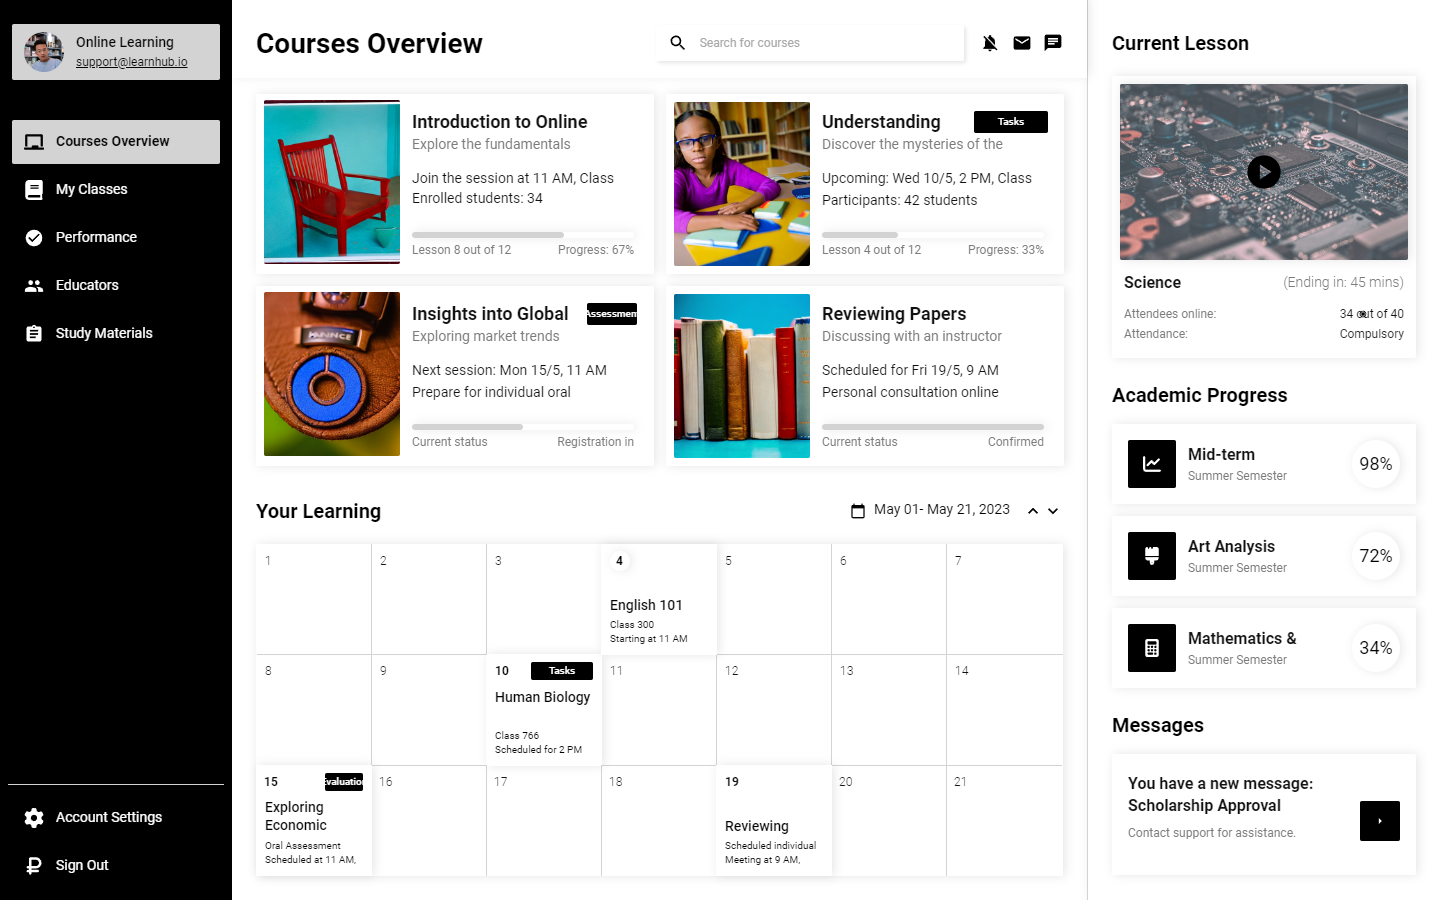 Online Learning
support@learnhub.io
Courses Overview
My Classes
Performance
Educators
Study Materials
Account Settings
Sign Out
Courses Overview
Search for courses
Introduction to Online
Explore the fundamentals
Join the session at 11 AM, Class
Enrolled students: 34
Lesson 8 out of 12 Progress: 67%
Understanding Tasks
Discover the mysteries of the
Upcoming: Wed 10/5, 2 PM, Class
Participants: 42 students
Lesson 4 out of 12 Progress: 33%
Insights into Global Assessment
Exploring market trends
Next session: Mon 15/5, 11 AM
Prepare for individual oral
Current status Registration in
Reviewing Papers
Discussing with an instructor
Scheduled for Fri 19/5, 9 AM
Personal consultation online
Current status Confirmed
Your Learning
May 01- May 21, 2023
1 2 3 4 5 6 7
English 101
Class 300
Starting at 11 AM
8 9 10 Tasks 11 12 13 14
Human Biology
Class 766
Scheduled for 2 PM
15 Evaluation 16 17 18 19 20 21
Exploring
Economic
Oral Assessment
Scheduled at 11 AM,
Reviewing
Scheduled individual
Meeting at 9 AM,
Current Lesson
Science (Ending in: 45 mins)
Attendees online: 34 out of 40
Attendance: Compulsory
Academic Progress
Mid-term
Summer Semester
98%
Art Analysis
Summer Semester
72%
Mathematics &
Summer Semester
34%
Messages
You have a new message:
Scholarship Approval
Contact support for assistance.